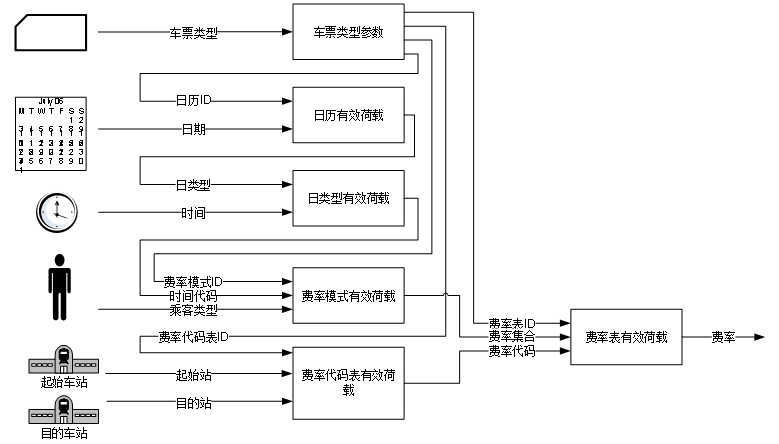 车票类型
车票类型参数
July 06
M T W T F S S
日历ID
日期
日历有效荷载
日类型
时间
日类型有效荷载
费率模式ID
时间代码
乘客类型
费率模式有效荷载
费率表ID
费率集合
费率代码
费率表有效荷载
费率
费率代码表ID
起始站
目的站
费率代码表有效荷
载
起始车站
目的车站